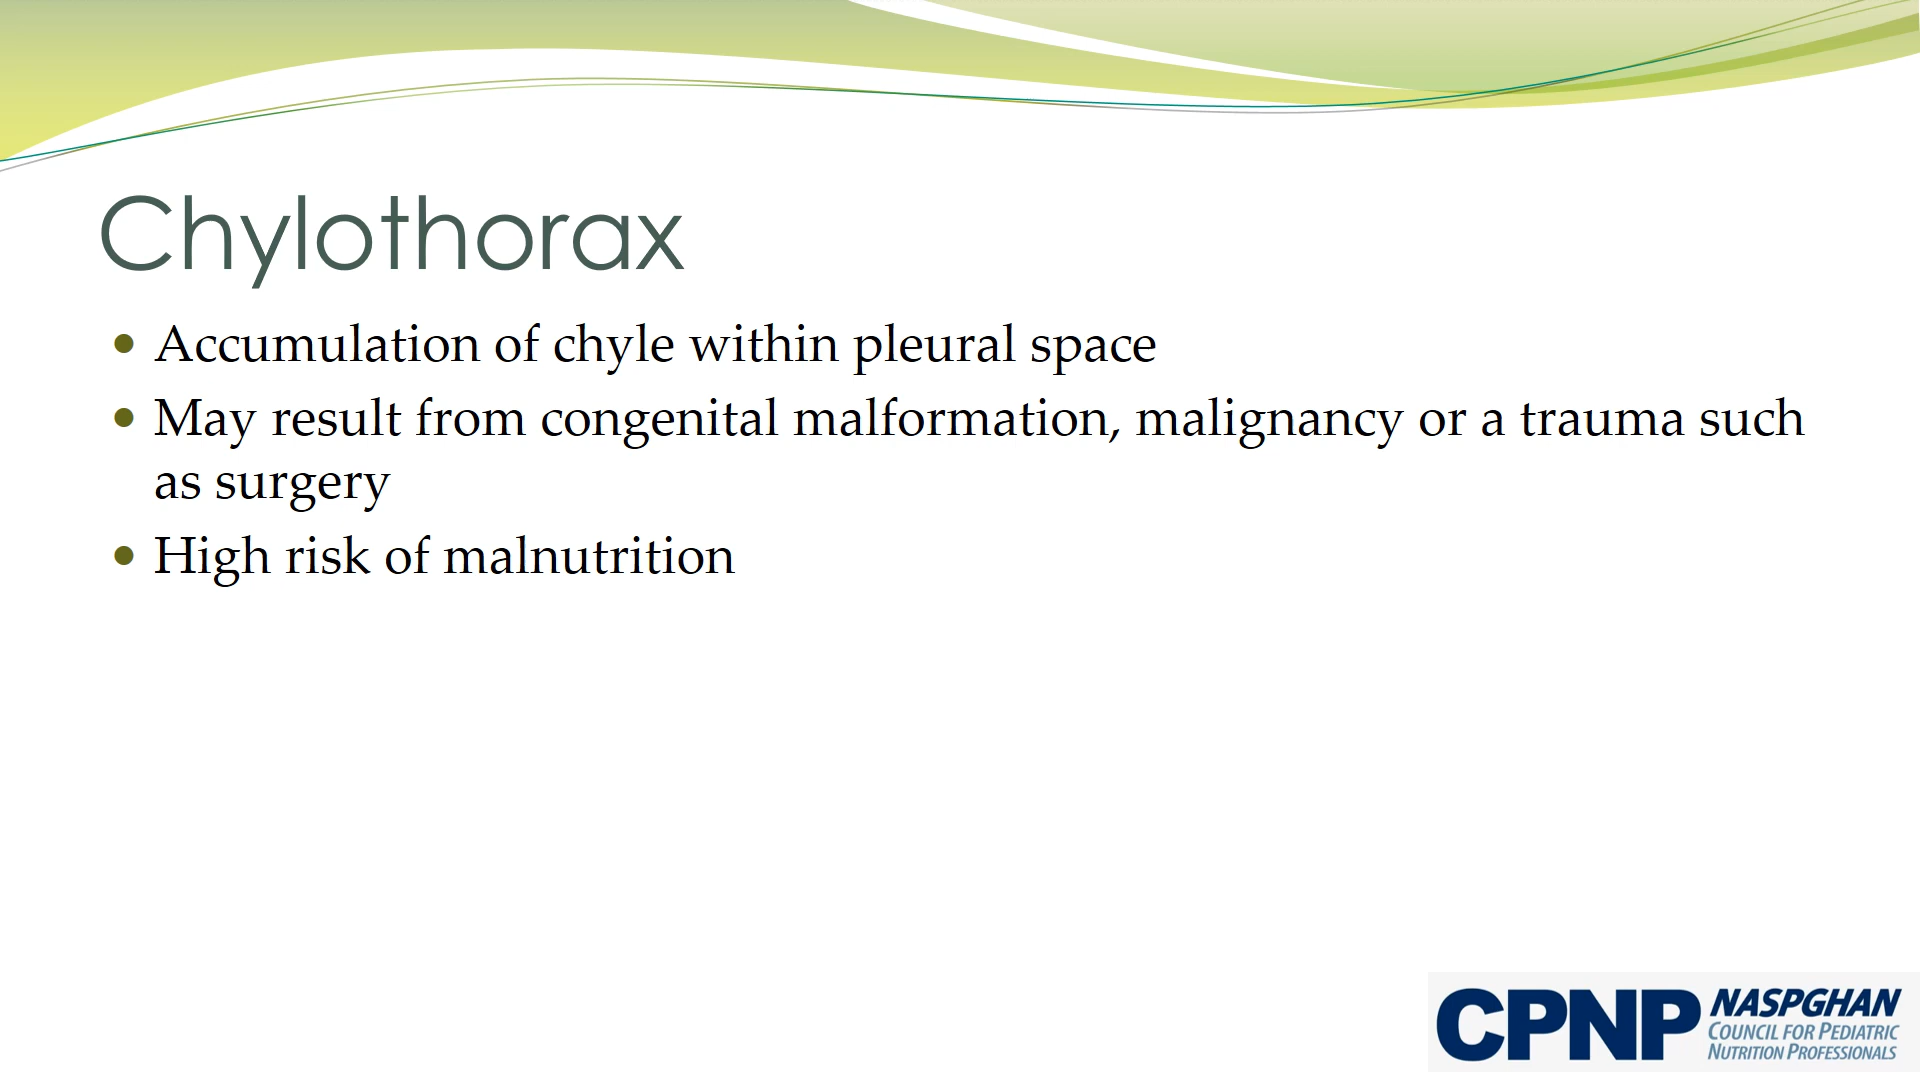 Chylothorax
• Accumulation of chyle within pleural space
• May result from congenital malformation, malignancy or a trauma such
as surgery
• High risk of malnutrition
CPNP NASPGHAN
COUNCIL FOR PEDIATRIC
NUTRITION PROFESSIONALS